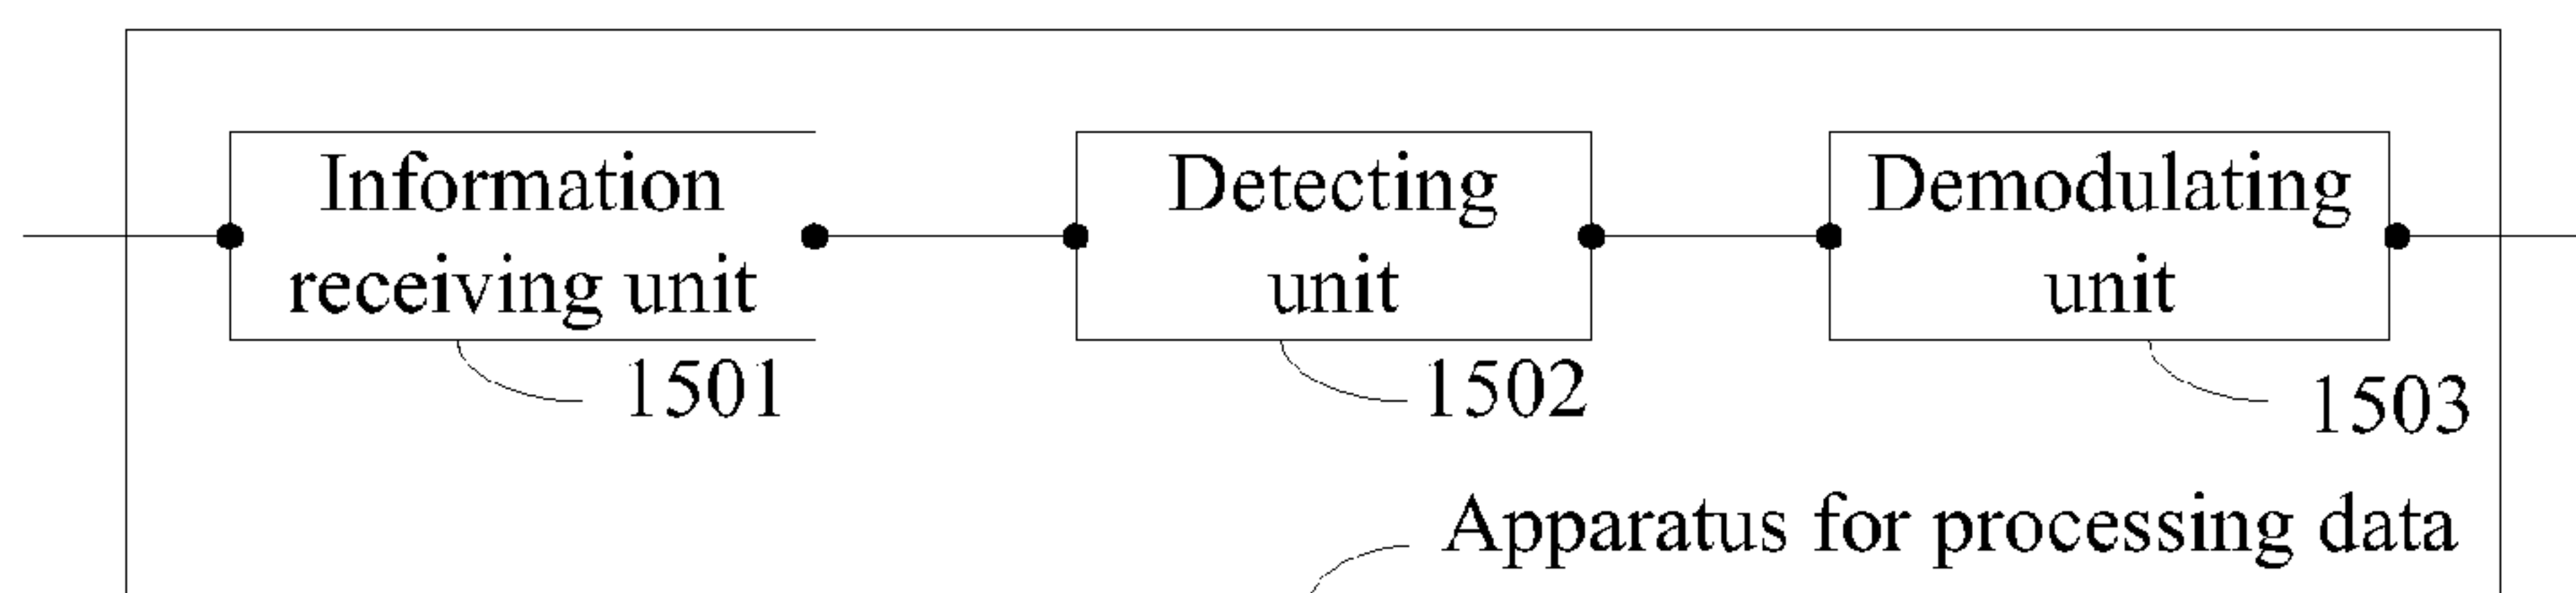 Information
receiving unit
Detecting
unit
Demodulating
unit
1501
1502
1503
Apparatus for processing data